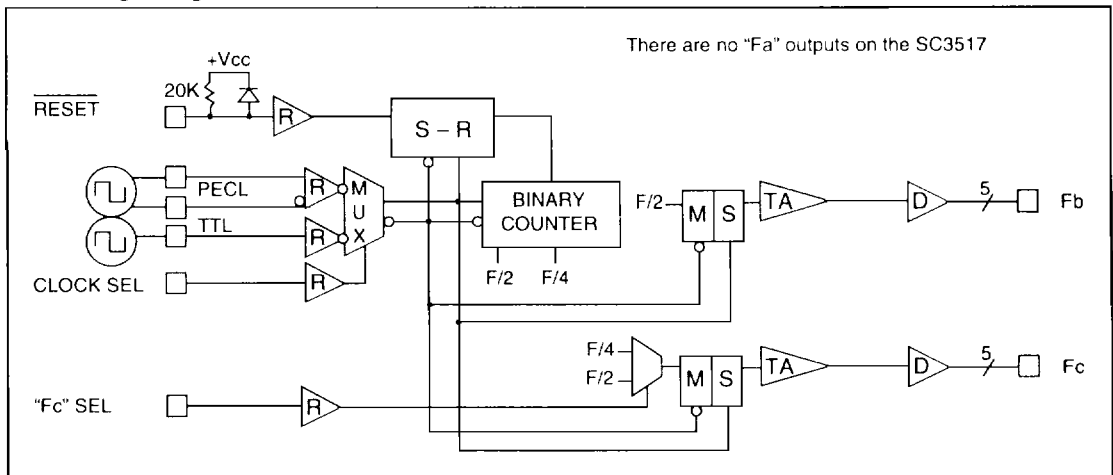 There are no "Fa" outputs on the SC3517
+Vcc
20K
RESET
R
S – R
PECL
R
M
U
X
TTL
R
CLOCK SEL
R
BINARY
COUNTER
F/2 F/4
F/2
M S
TA
D
5
Fb
F/4
F/2
M S
TA
D
5
Fc
"Fc" SEL
R